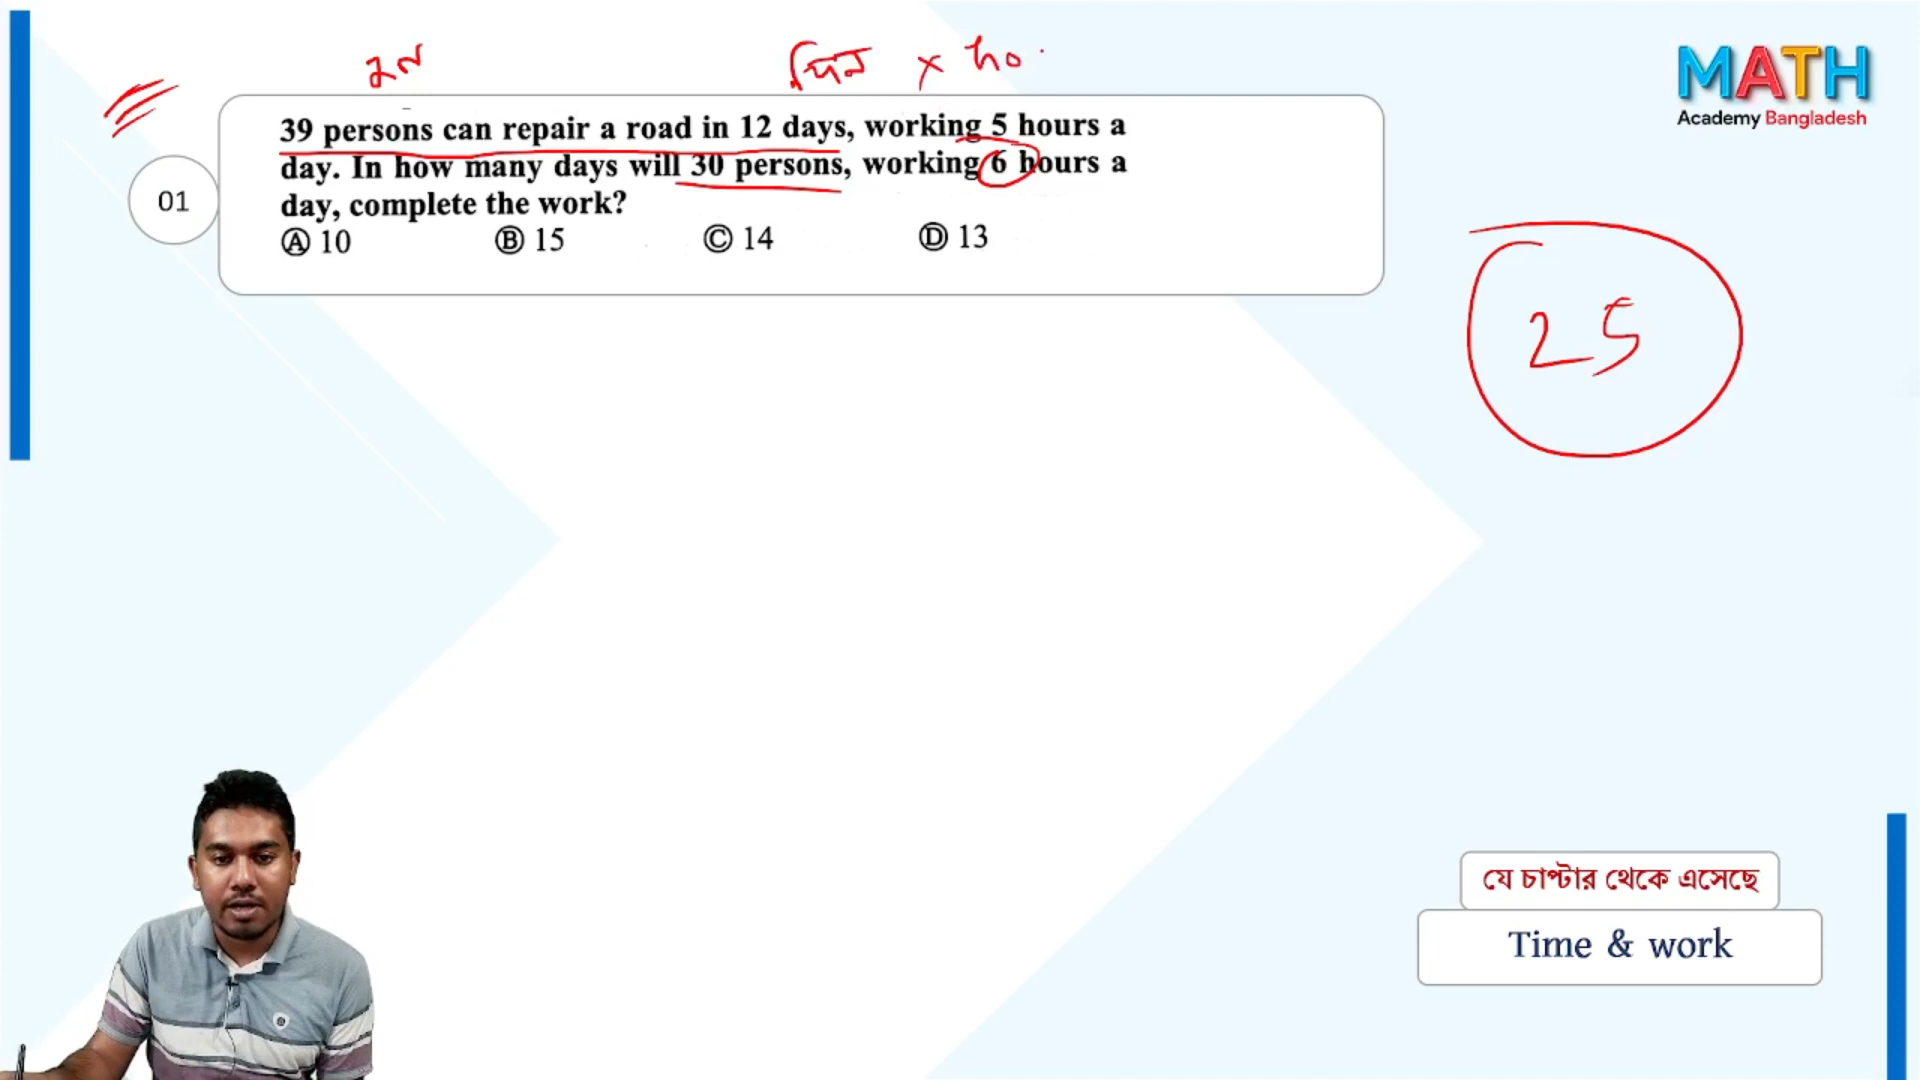 জন
দিন × ho
MATH
Academy Bangladesh
01
39 persons can repair a road in 12 days, working 5 hours a
day. In how many days will 30 persons, working 6 hours a
day, complete the work?
Ⓐ 10 Ⓑ 15 Ⓒ 14 Ⓓ 13
25
যে চাপ্টার থেকে এসেছে
Time & work